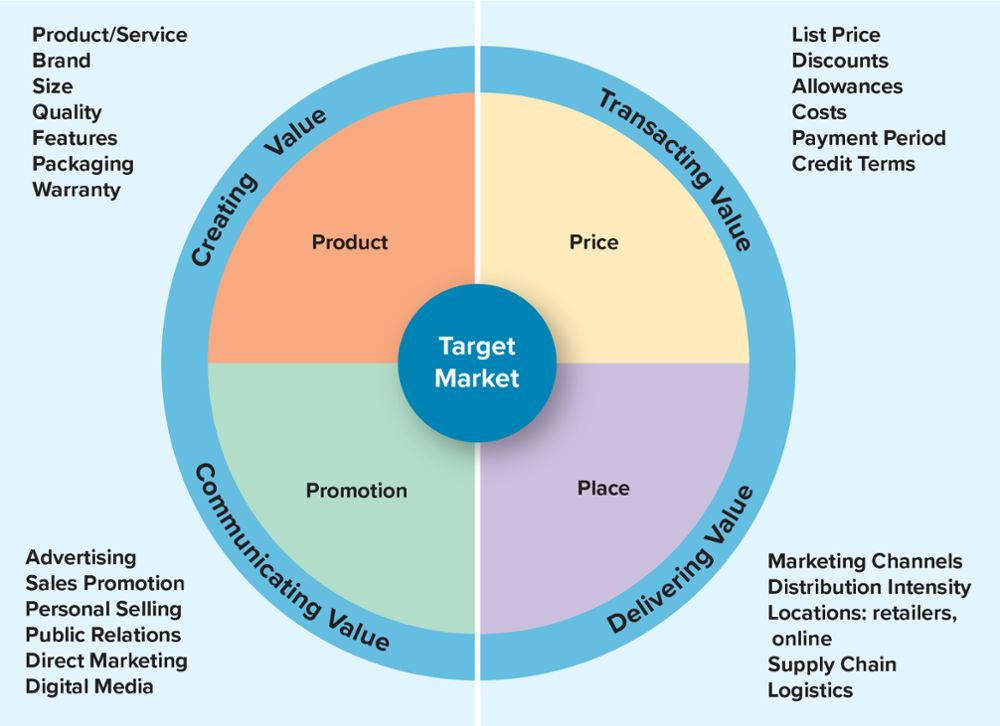 Product/Service
Brand
Size
Quality
Features
Packaging
Warranty
List Price
Discounts
Allowances
Costs
Payment Period
Credit Terms
Creating Value
Transacting Value
Product
Price
Target
Market
Promotion
Place
Communicating Value
Delivering Value
Advertising
Sales Promotion
Personal Selling
Public Relations
Direct Marketing
Digital Media
Marketing Channels
Distribution Intensity
Locations: retailers,
online
Supply Chain
Logistics